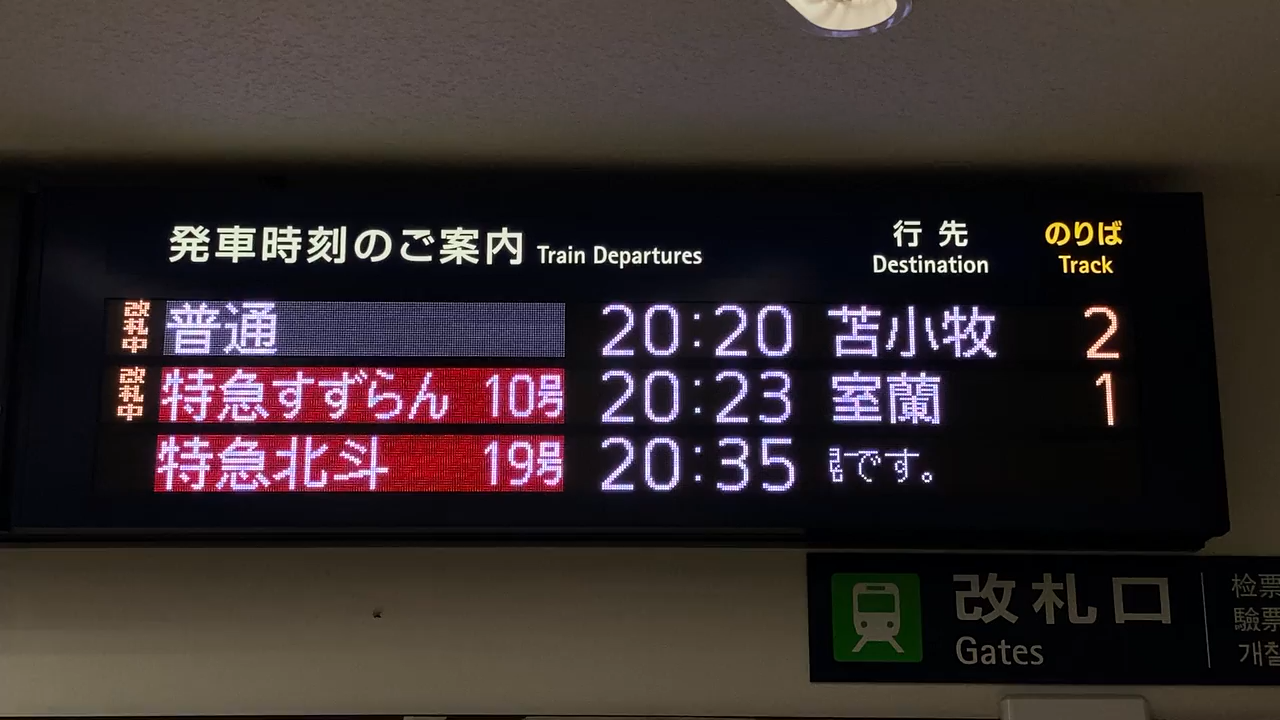 発車時刻のご案内 Train Departures 行先 Destination のりば Track
改札中 普通 20:20 苫小牧 2
改札中 特急すずらん 10号 20:23 室蘭 1
特急北斗 19号 20:35 です。
改札口
Gates
检票
驗票
개찰